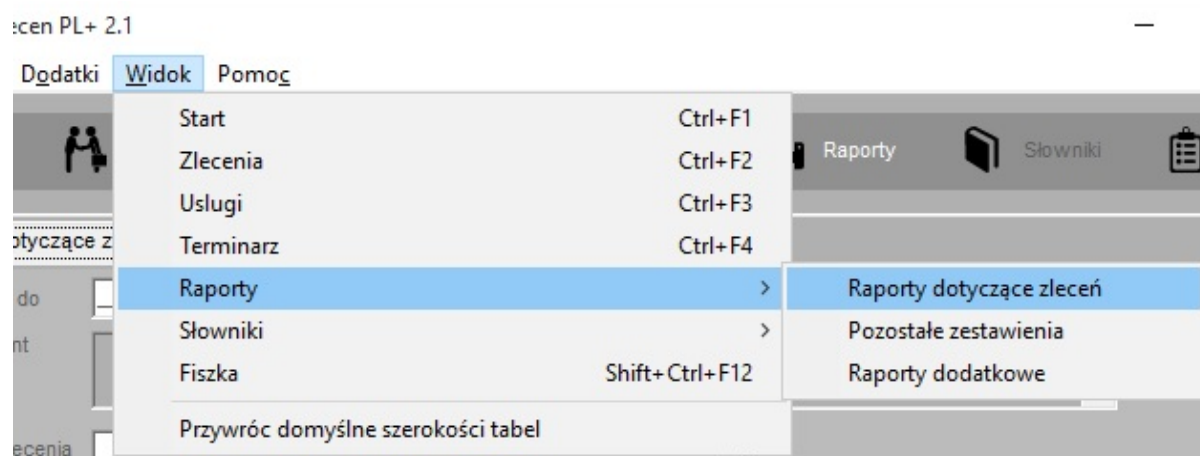 ecen PL+ 2.1
Dodatki Widok Pomoc
Start Ctrl+F1
Zlecenia Ctrl+F2
Raporty Słowniki
Uslugi Ctrl+F3
otyczące z
Terminarz Ctrl+F4
Raporty > Raporty dotyczące zleceń
do
Słowniki > Pozostałe zestawienia
nt
Fiszka Shift+Ctrl+F12 Raporty dodatkowe
Przywróc domyślne szerokości tabel
ecenia